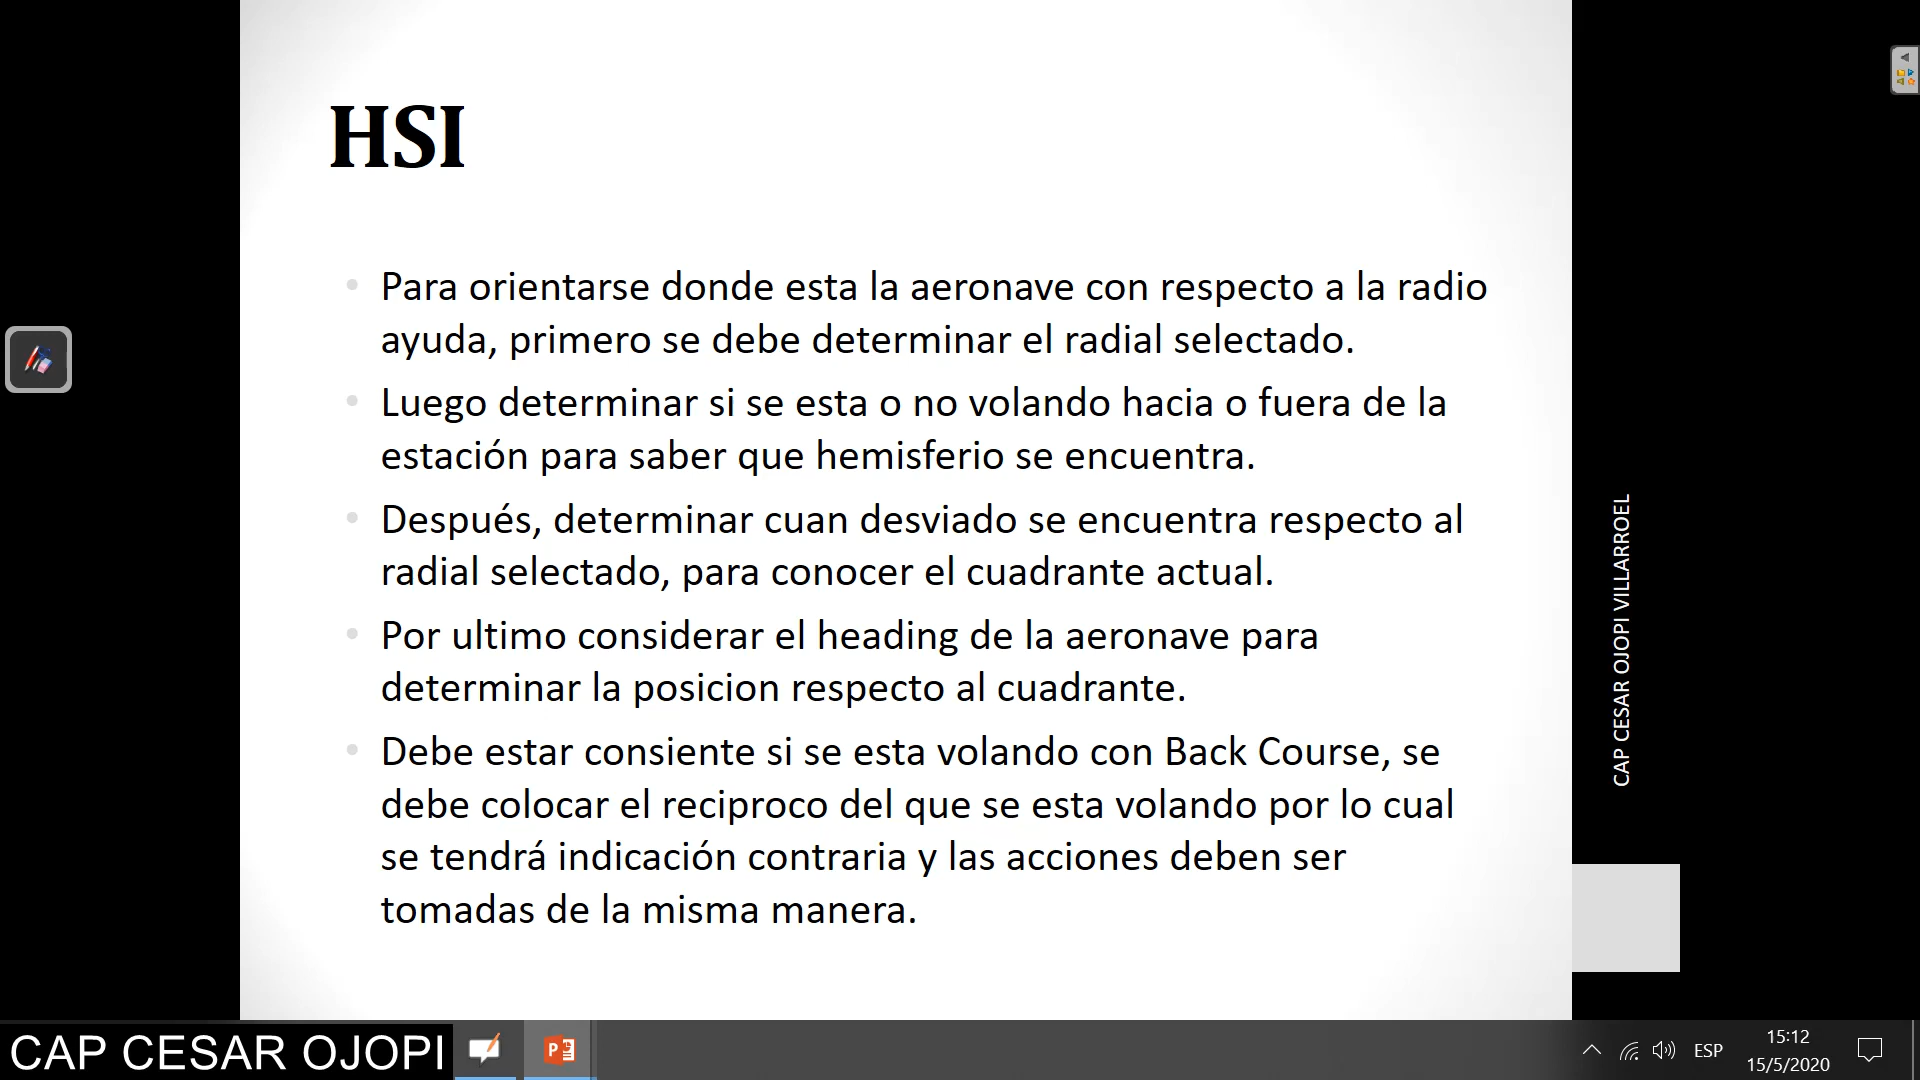 HSI
Para orientarse donde esta la aeronave con respecto a la radio
ayuda, primero se debe determinar el radial selectado.
Luego determinar si se esta o no volando hacia o fuera de la
estación para saber que hemisferio se encuentra.
Después, determinar cuan desviado se encuentra respecto al
radial selectado, para conocer el cuadrante actual.
Por ultimo considerar el heading de la aeronave para
determinar la posicion respecto al cuadrante.
Debe estar consiente si se esta volando con Back Course, se
debe colocar el reciproco del que se esta volando por lo cual
se tendrá indicación contraria y las acciones deben ser
tomadas de la misma manera.
CAP CESAR OJOPI VILLARROEL
CAP CESAR OJOPI
ESP
15:12
15/5/2020